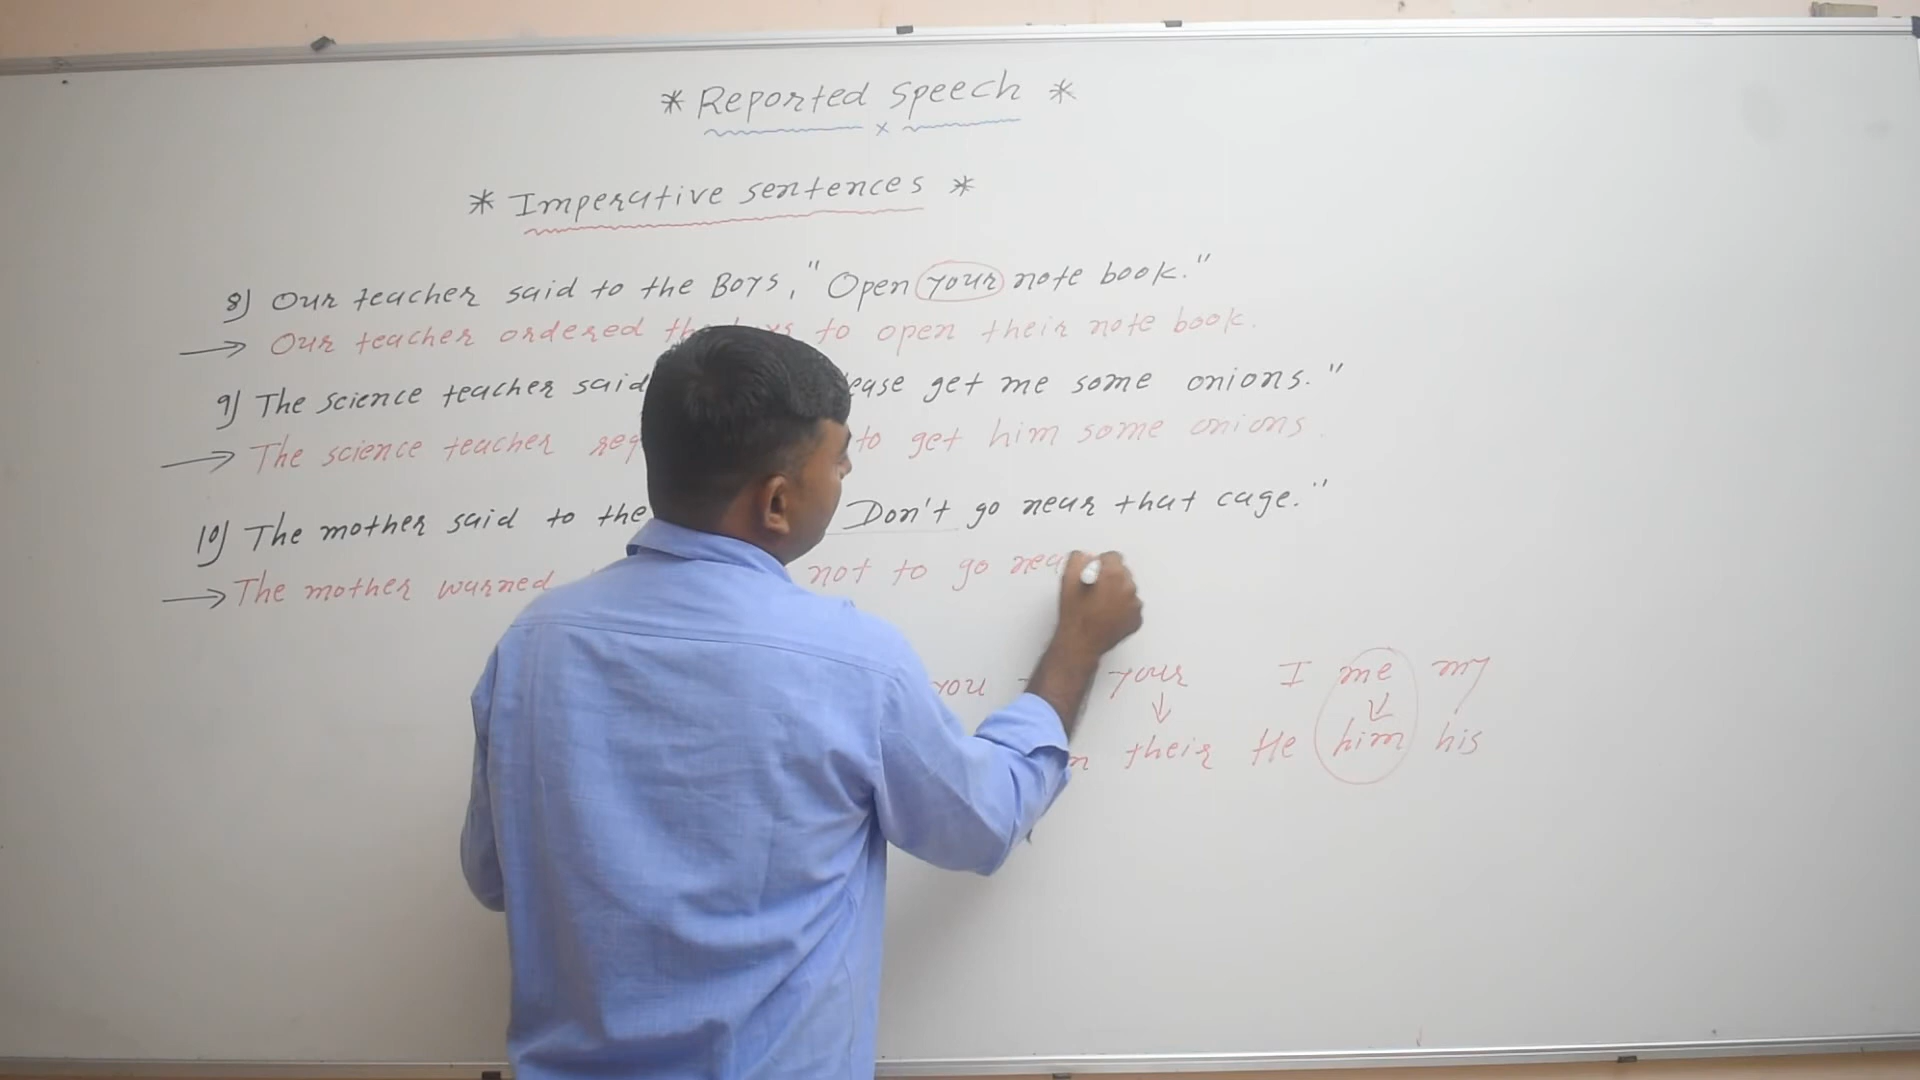 * Reported speech *
x
* Imperative sentences *
8) Our teacher said to the Boys, "Open your note book."
→ Our teacher ordered the boys to open their note book.
9) The science teacher said get me some onions."
→ The science teacher to get him some onions.
10) The mother said to the Don't go near that cage."
→ The mother warned not to go near
you your I me my
their He him his